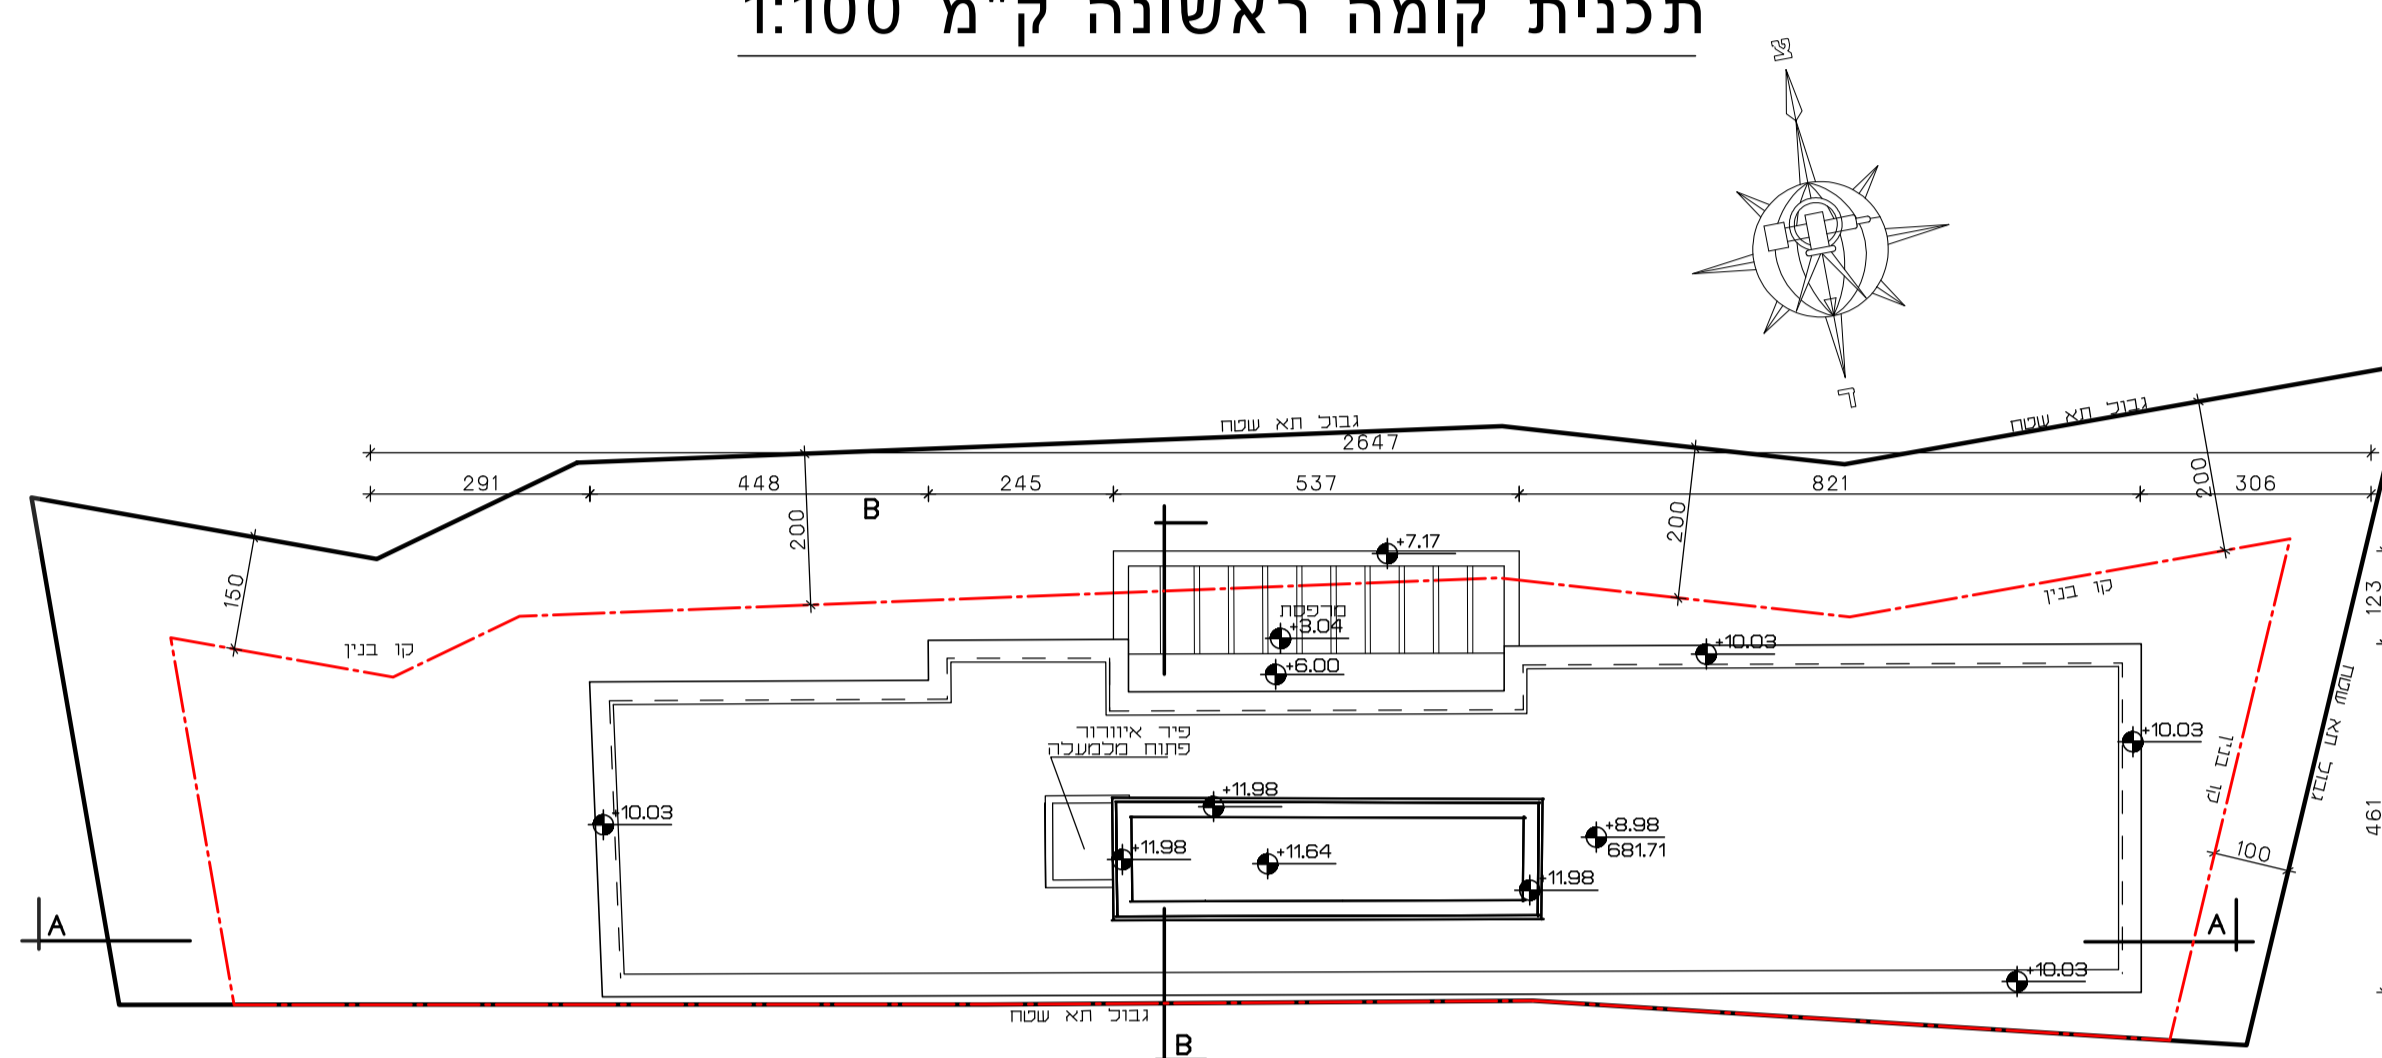 תכנית קומה ראשונה ק"מ 1:100
צ
ד
גבול תא שטח
גבול תא שטח
2647
291
448
245
537
821
306
B
200
200
200
150
+7.17
קו בנין
קו בנין
מרפסת
+3.04
+6.00
+10.03
123
פיר איוורור
פתוח מלמעלה
+10.03
קו בנין
גבול תא שטח
+11.98
+10.03
+8.98
681.71
461
+11.98
+11.64
+11.98
100
A
A
+10.03
גבול תא שטח
B